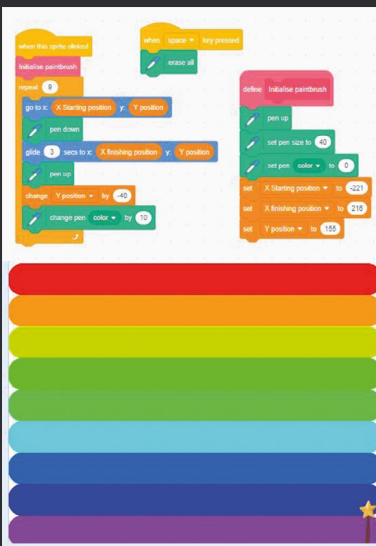 when this sprite clicked
Initialise paintbrush
repeat 9
go to x: X Starting position y: Y position
pen down
glide 3 secs to x: X finishing position y: Y position
pen up
change Y position by -40
change pen color by 10
when space key pressed
erase all
define Initialise paintbrush
pen up
set pen size to 40
set pen color to 0
set X Starting position to -221
set X finishing position to 216
set Y position to 155